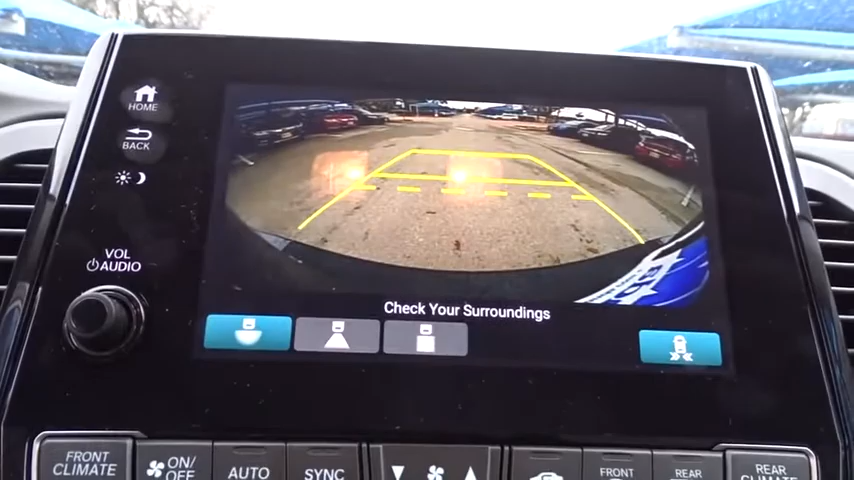 HOME
BACK
VOL
AUDIO
Check Your Surroundings
FRONT
CLIMATE
ON/
OFF
AUTO
SYNC
FRONT
REAR
REAR
CLIMATE